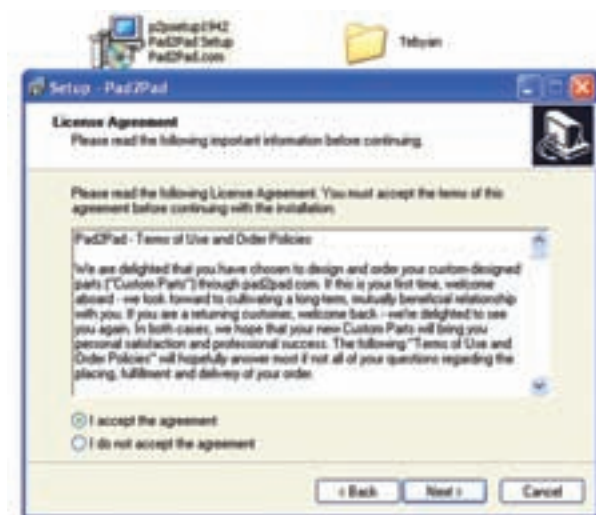 p2psetup1942
Pad2Pad Setup
Pad2Pad.com
Tebyan
Setup - Pad2Pad
License Agreement
Please read the following important information before continuing.
Please read the following License Agreement. You must accept the terms of this
agreement before continuing with the installation.
Pad2Pad - Terms of Use and Order Policies
We are delighted that you have chosen to design and order your custom-designed
parts ("Custom Parts") through pad2pad.com. If this is your first time, welcome
aboard - we look forward to cultivating a long-term, mutually beneficial relationship
with you. If you are a returning customer, welcome back - we're delighted to see
you again. In both cases, we hope that your new Custom Parts will bring you
personal satisfaction and professional success. The following "Terms of Use and
Order Policies" will hopefully answer most if not all of your questions regarding the
placing, fulfillment and delivery of your order.
I accept the agreement
I do not accept the agreement
< Back
Next >
Cancel